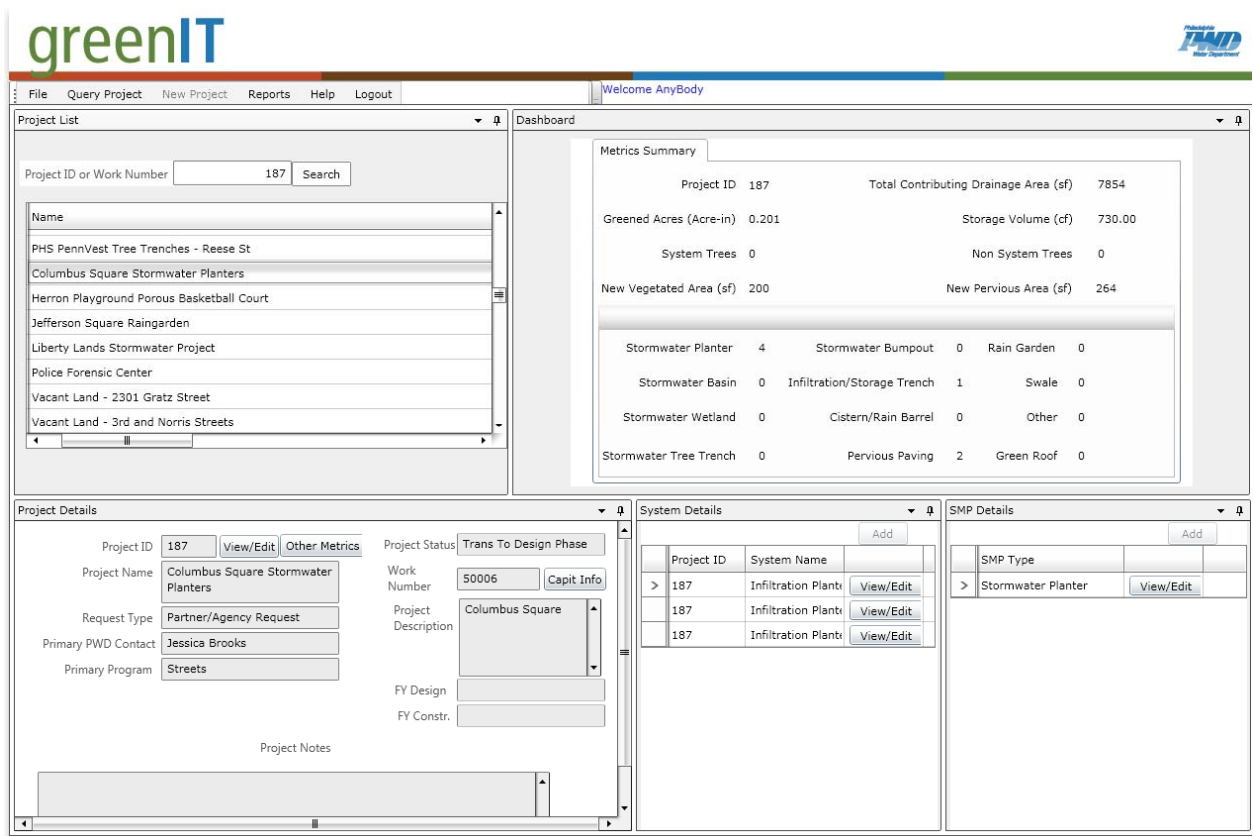 greenIT
Philadelphia
PWD
Water Department
File Query Project New Project Reports Help Logout
Welcome AnyBody
Project List
Project ID or Work Number 187 Search
Name
PHS PennVest Tree Trenches - Reese St
Columbus Square Stormwater Planters
Herron Playground Porous Basketball Court
Jefferson Square Raingarden
Liberty Lands Stormwater Project
Police Forensic Center
Vacant Land - 2301 Gratz Street
Vacant Land - 3rd and Norris Streets
Dashboard
Metrics Summary
Project ID 187 Total Contributing Drainage Area (sf) 7854
Greened Acres (Acre-in) 0.201 Storage Volume (cf) 730.00
System Trees 0 Non System Trees 0
New Vegetated Area (sf) 200 New Pervious Area (sf) 264
Stormwater Planter 4 Stormwater Bumpout 0 Rain Garden 0
Stormwater Basin 0 Infiltration/Storage Trench 1 Swale 0
Stormwater Wetland 0 Cistern/Rain Barrel 0 Other 0
Stormwater Tree Trench 0 Pervious Paving 2 Green Roof 0
Project Details
Project ID 187 View/Edit Other Metrics
Project Name Columbus Square Stormwater
Planters
Request Type Partner/Agency Request
Primary PWD Contact Jessica Brooks
Primary Program Streets
Project Status Trans To Design Phase
Work
Number 50006 Capit Info
Project
Description Columbus Square
FY Design
FY Constr.
Project Notes
System Details
Add
Project ID System Name
> 187 Infiltration Plante View/Edit
187 Infiltration Plante View/Edit
187 Infiltration Plante View/Edit
SMP Details
Add
SMP Type
> Stormwater Planter View/Edit